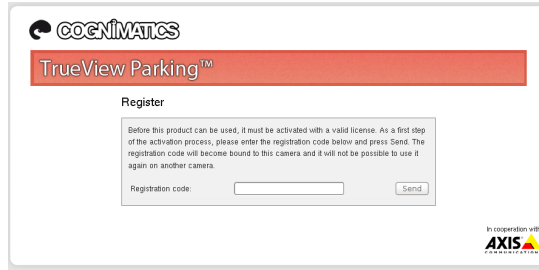 COGNIMATICS
TrueView Parking™
Register
Before this product can be used, it must be activated with a valid license. As a first step
of the activation process, please enter the registration code below and press Send. The
registration code will become bound to this camera and it will not be possible to use it
again on another camera.
Registration code:
Send
In cooperation with
AXIS
COMMUNICATION